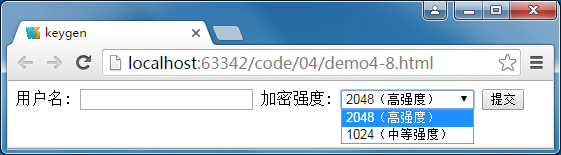 keygen
localhost:63342/code/04/demo4-8.html
用户名： 加密强度： 2048（高强度） 提交
2048（高强度）
1024（中等强度）